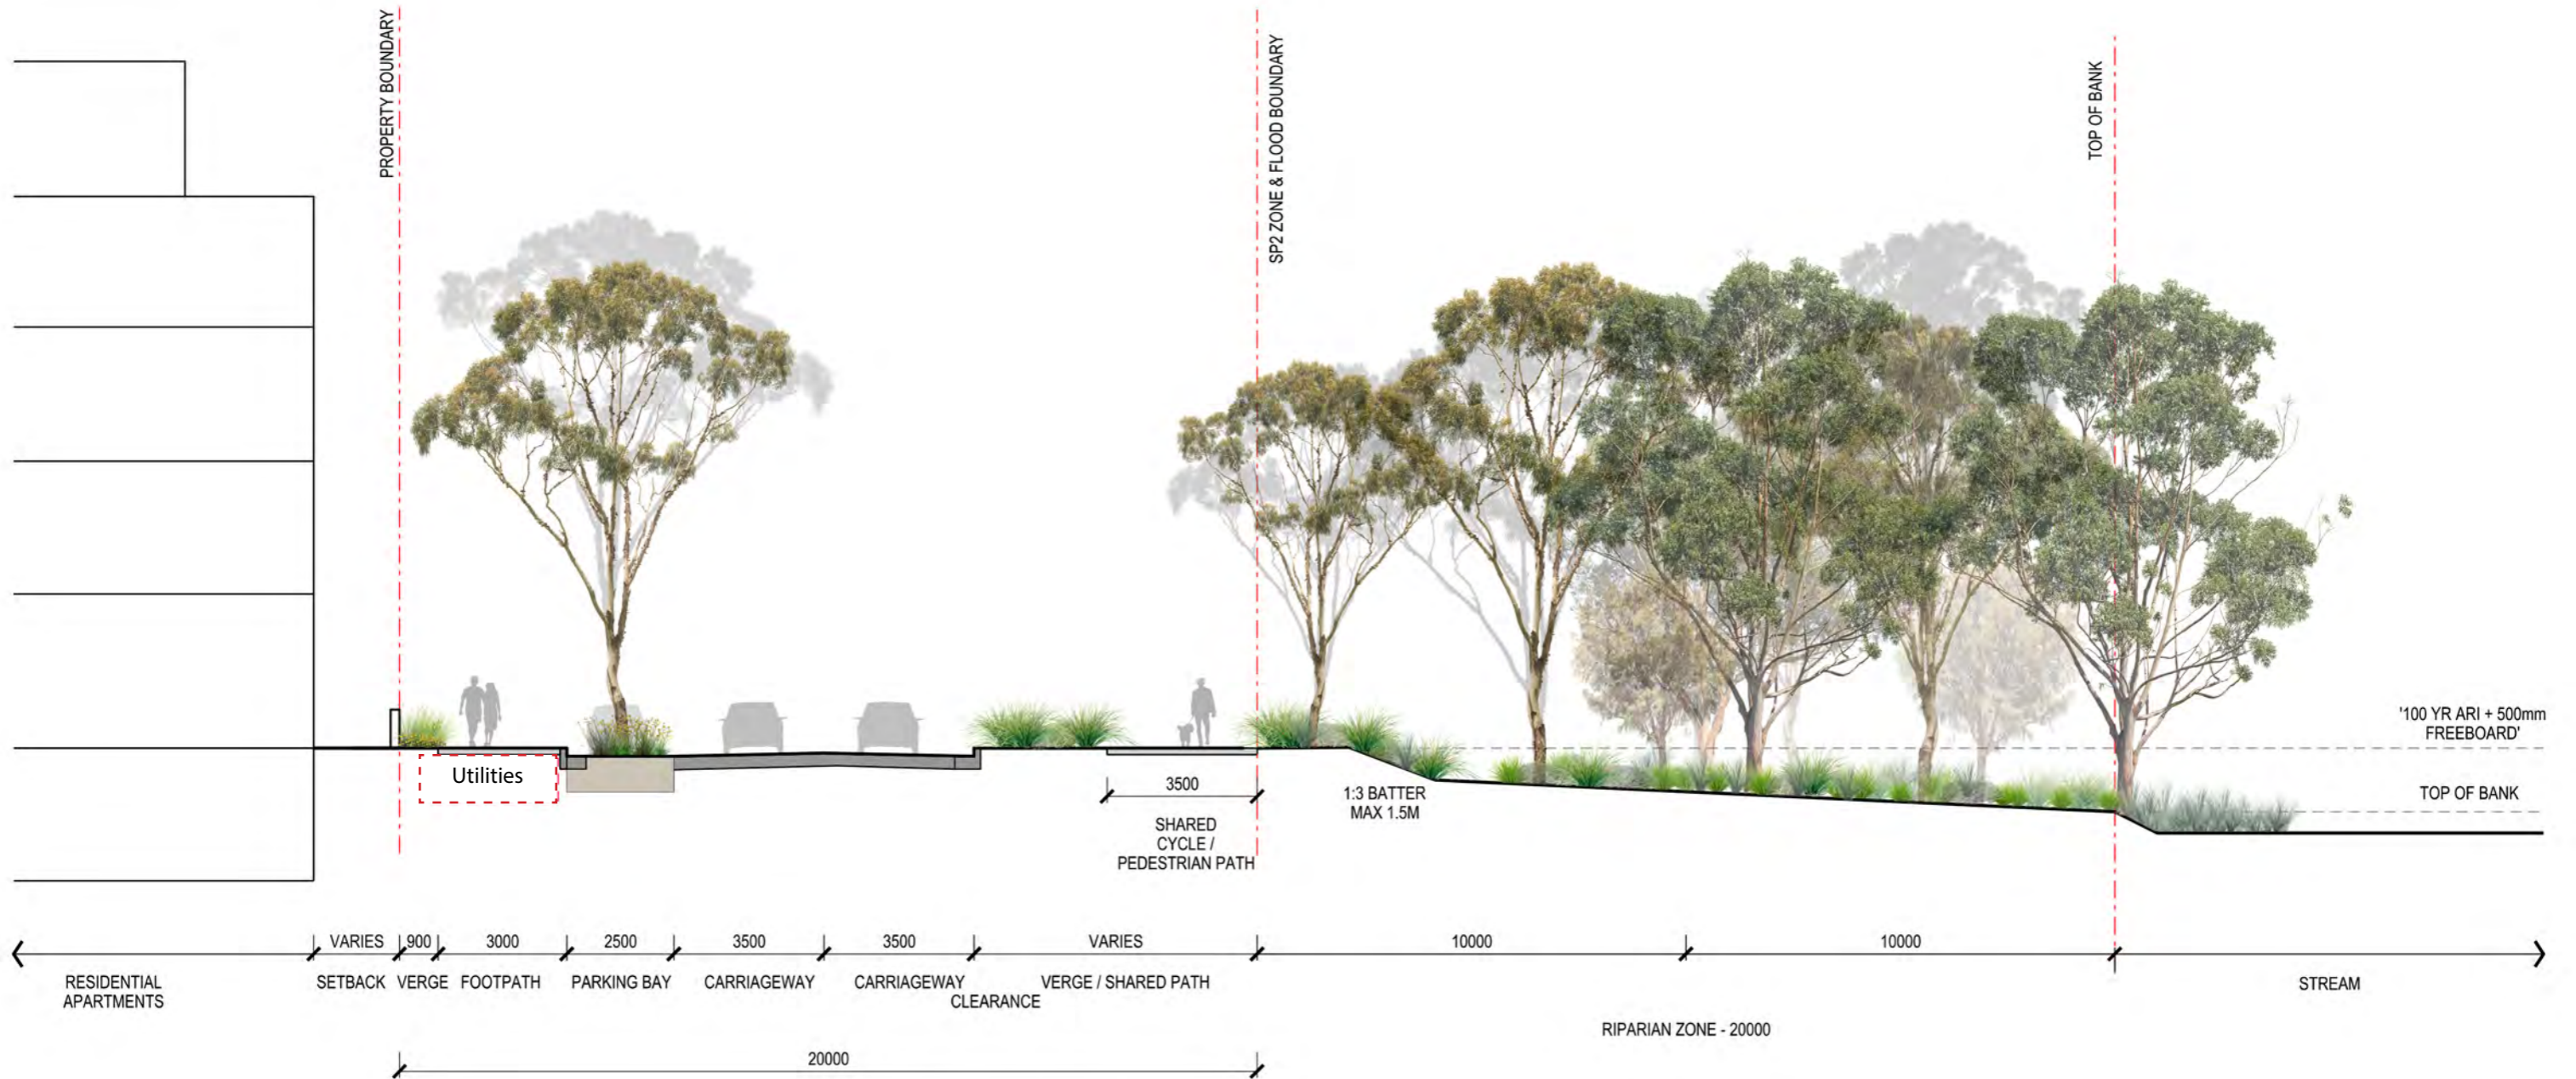 PROPERTY BOUNDARY
SP2 ZONE & FLOOD BOUNDARY
TOP OF BANK
'100 YR ARI + 500mm
FREEBOARD'
TOP OF BANK
Utilities
3500
SHARED
CYCLE /
PEDESTRIAN PATH
1:3 BATTER
MAX 1.5M
VARIES
900
3000
2500
3500
3500
VARIES
10000
10000
RESIDENTIAL
APARTMENTS
SETBACK
VERGE
FOOTPATH
PARKING BAY
CARRIAGEWAY
CARRIAGEWAY
CLEARANCE
VERGE / SHARED PATH
STREAM
RIPARIAN ZONE - 20000
20000